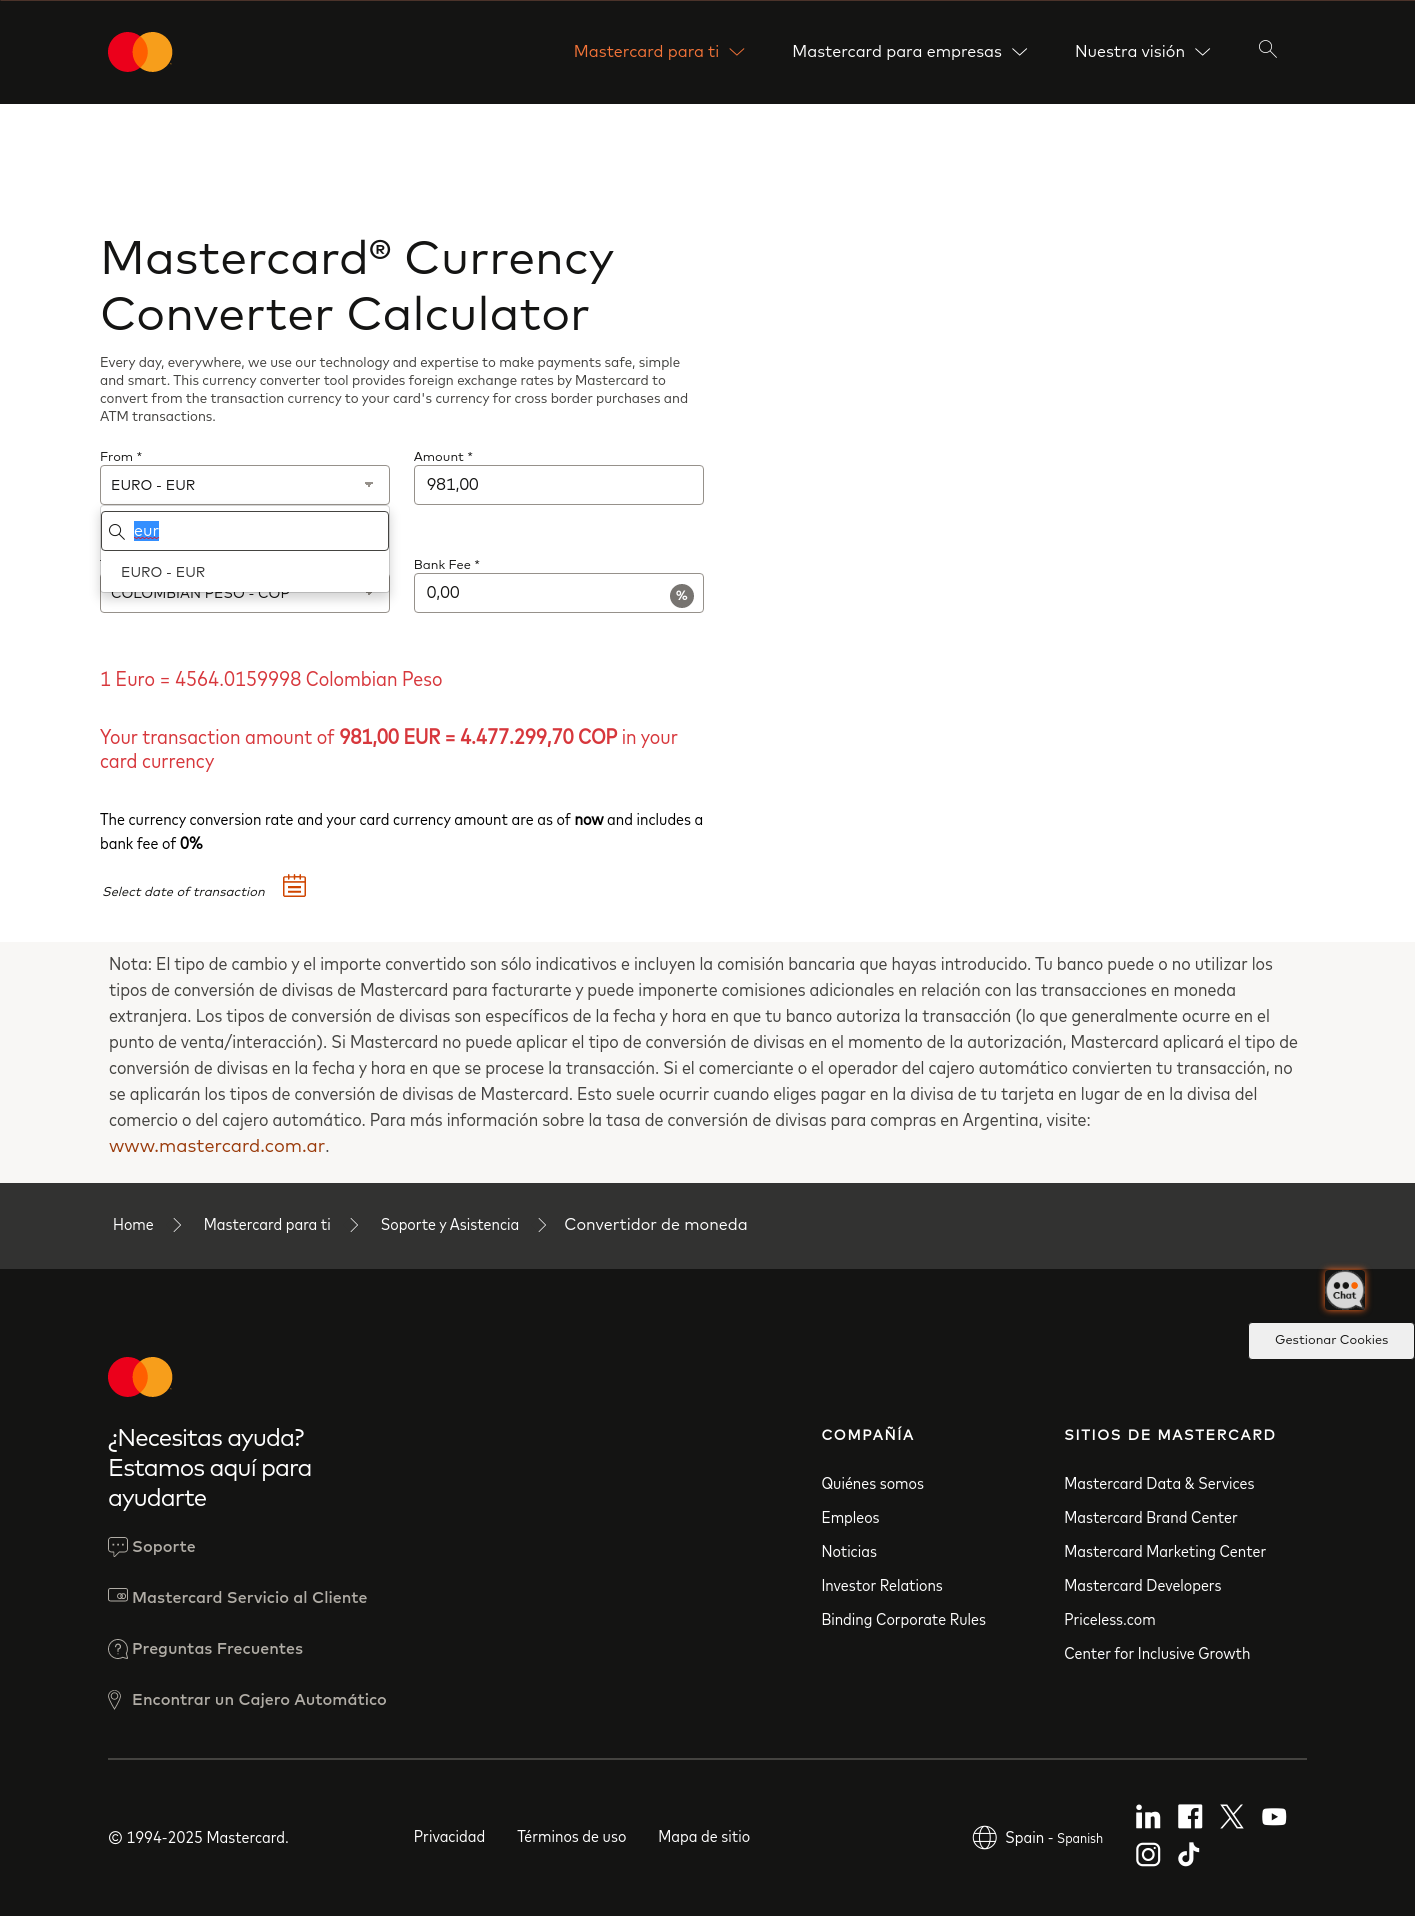 Mastercard para ti
Mastercard para empresas
Nuestra visión
Mastercard® Currency
Converter Calculator
Every day, everywhere, we use our technology and expertise to make payments safe, simple
and smart. This currency converter tool provides foreign exchange rates by Mastercard to
convert from the transaction currency to your card's currency for cross border purchases and
ATM transactions.
From *
Amount *
EURO - EUR
981,00
eur
EURO - EUR
Bank Fee *
COLOMBIAN PESO - COP
0,00
%
1 Euro = 4564.0159998 Colombian Peso
Your transaction amount of 981,00 EUR = 4.477.299,70 COP in your
card currency
The currency conversion rate and your card currency amount are as of now and includes a
bank fee of 0%
Select date of transaction
Nota: El tipo de cambio y el importe convertido son sólo indicativos e incluyen la comisión bancaria que hayas introducido. Tu banco puede o no utilizar los
tipos de conversión de divisas de Mastercard para facturarte y puede imponerte comisiones adicionales en relación con las transacciones en moneda
extranjera. Los tipos de conversión de divisas son específicos de la fecha y hora en que tu banco autoriza la transacción (lo que generalmente ocurre en el
punto de venta/interacción). Si Mastercard no puede aplicar el tipo de conversión de divisas en el momento de la autorización, Mastercard aplicará el tipo de
conversión de divisas en la fecha y hora en que se procese la transacción. Si el comerciante o el operador del cajero automático convierten tu transacción, no
se aplicarán los tipos de conversión de divisas de Mastercard. Esto suele ocurrir cuando eliges pagar en la divisa de tu tarjeta en lugar de en la divisa del
comercio o del cajero automático. Para más información sobre la tasa de conversión de divisas para compras en Argentina, visite:
www.mastercard.com.ar.
Home
Mastercard para ti
Soporte y Asistencia
Convertidor de moneda
Chat
Gestionar Cookies
¿Necesitas ayuda?
Estamos aquí para
ayudarte
Soporte
Mastercard Servicio al Cliente
Preguntas Frecuentes
Encontrar un Cajero Automático
COMPAÑÍA
Quiénes somos
Empleos
Noticias
Investor Relations
Binding Corporate Rules
SITIOS DE MASTERCARD
Mastercard Data & Services
Mastercard Brand Center
Mastercard Marketing Center
Mastercard Developers
Priceless.com
Center for Inclusive Growth
© 1994-2025 Mastercard.
Privacidad
Términos de uso
Mapa de sitio
Spain - Spanish